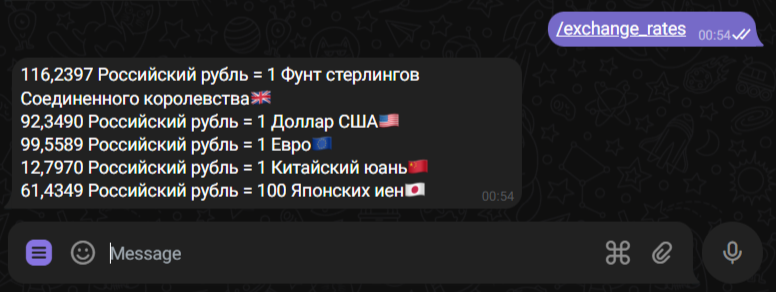 /exchange_rates
00:54
116,2397 Российский рубль = 1 Фунт стерлингов
Соединенного королевства🇬🇧
92,3490 Российский рубль = 1 Доллар США🇺🇸
99,5589 Российский рубль = 1 Евро🇪🇺
12,7970 Российский рубль = 1 Китайский юань🇨🇳
61,4349 Российский рубль = 100 Японских иен🇯🇵
00:54
Message